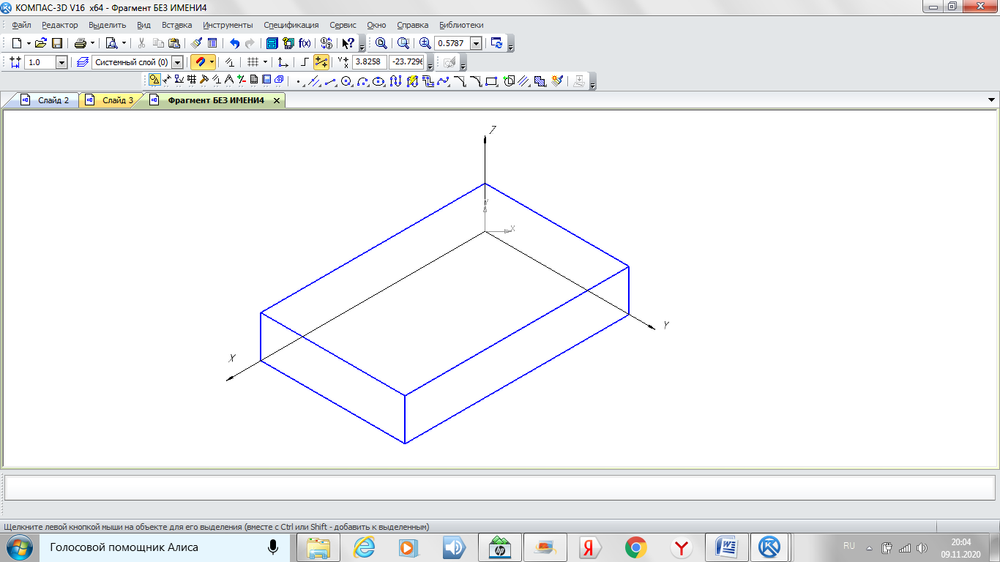 КОМПАС-3D V16 x64 - Фрагмент БЕЗ ИМЕНИ4
Файл Редактор Выделить Вид Вставка Инструменты Спецификация Сервис Окно Справка Библиотеки
f(x) 0.5787
1.0 Системный слой (0) 3.8258 -23.7296
Слайд 2 Слайд 3 Фрагмент БЕЗ ИМЕНИ4
Z
Y
X
Y
X
Щелкните левой кнопкой мыши на объекте для его выделения (вместе с Ctrl или Shift - добавить к выделенным)
Голосовой помощник Алиса
hp
Я
Y
W
RU
20:04
09.11.2020